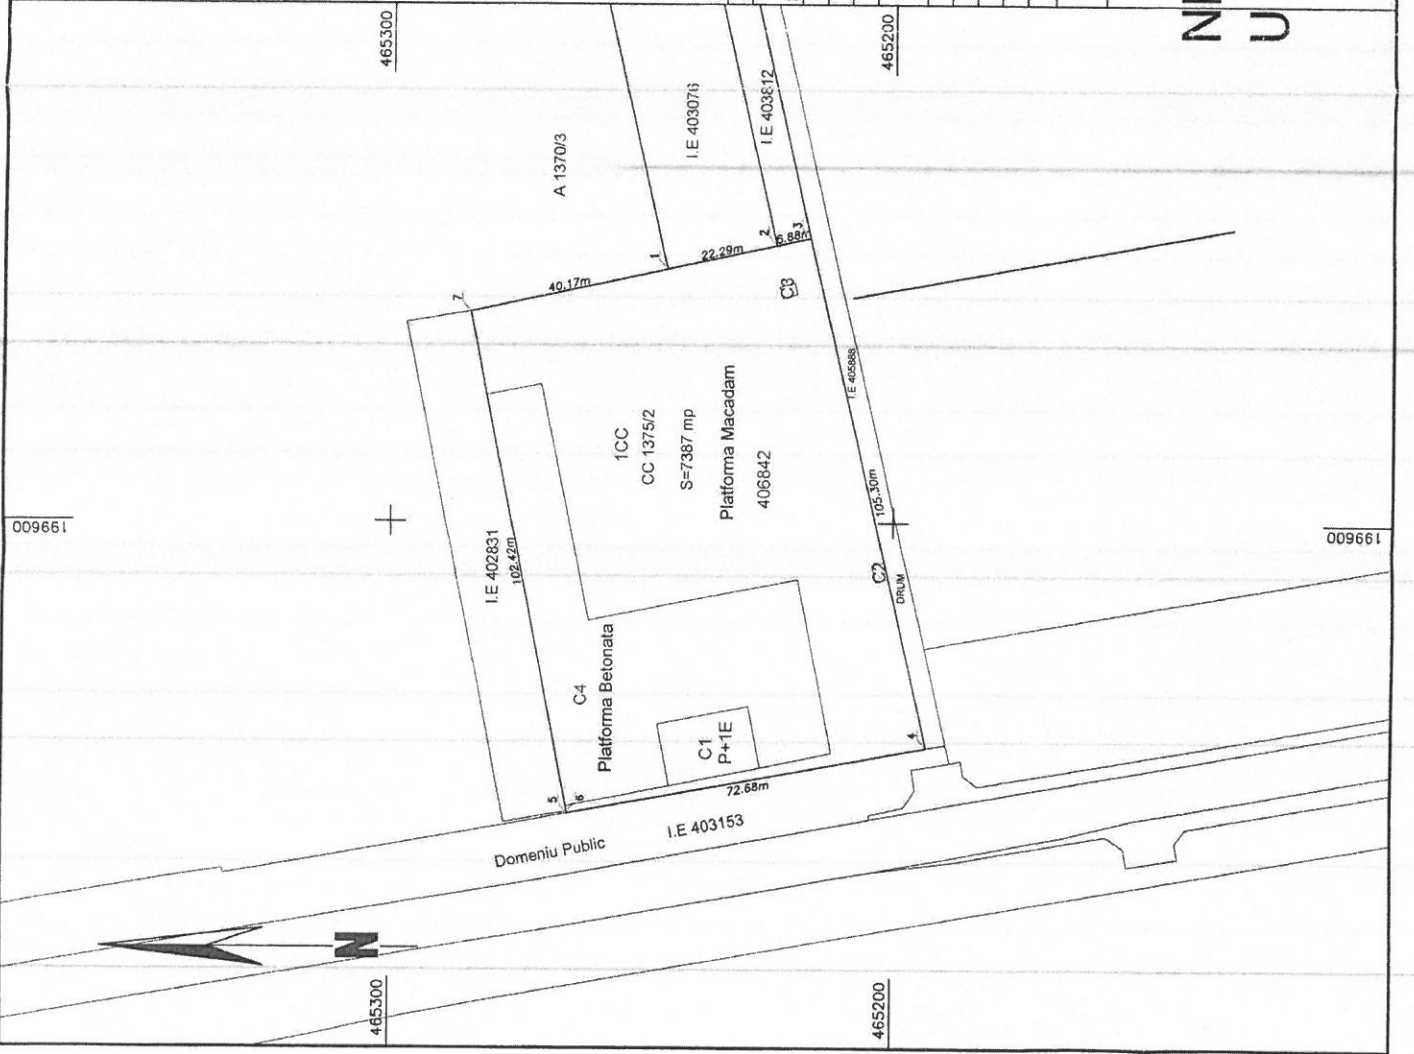 465300
465200
A 1370/3
I.E 403076
I.E 403812
199600
I.E 402831
102.42m
7
40.17m
1
22.29m
2
6.88m
3
C3
1CC
CC 1375/2
S=7387 mp
Platforma Macadam
406842
I.E 405888
105.30m
C2
DRUM
199600
C4
Platforma Betonata
C1
P+1E
5
6
72.68m
4
Domeniu Public
I.E 403153
N
465300
465200